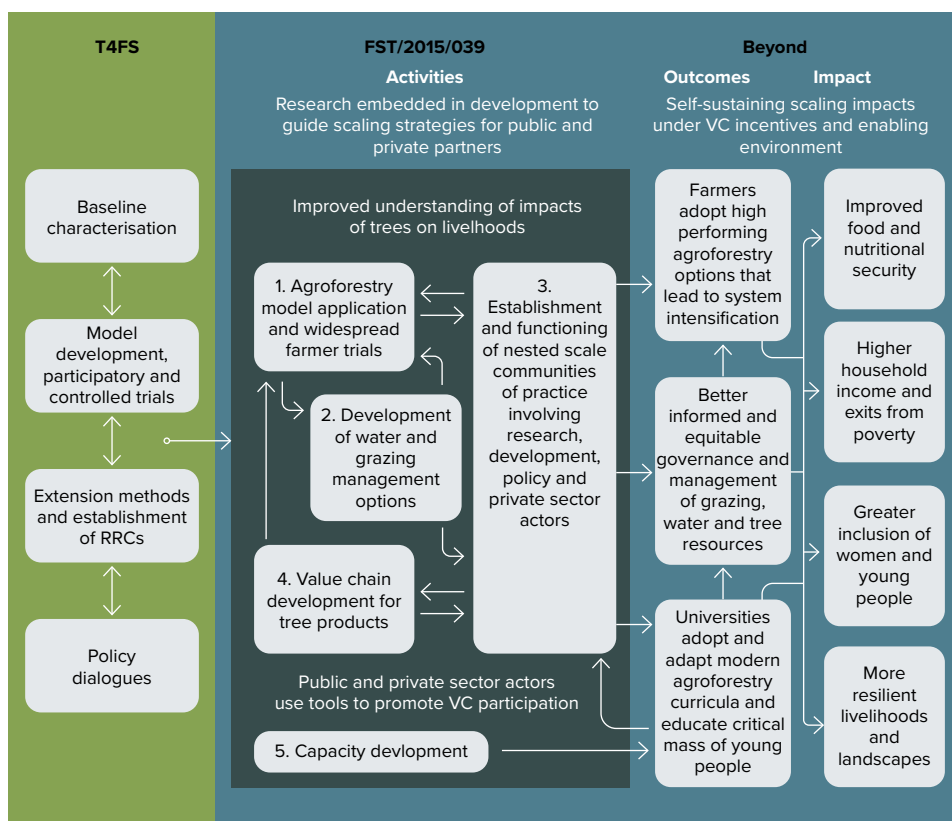 T4FS
FST/2015/039
Beyond
Activities
Outcomes
Impact
Research embedded in development to
guide scaling strategies for public and
private partners
Self-sustaining scaling impacts
under VC incentives and enabling
environment
Baseline
characterisation
Model
development,
participatory and
controlled trials
Extension methods
and establishment
of RRCs
Policy
dialogues
Improved understanding of impacts
of trees on livelhoods
1. Agroforestry
model application
and widespread
farmer trials
2. Development
of water and
grazing
management
options
3.
Establishment
and functioning
of nested scale
communities
of practice
involving
research,
development,
policy and
private sector
actors
4. Value chain
development for
tree products
Public and private sector actors
use tools to promote VC participation
5. Capacity devlopment
Farmers
adopt high
performing
agroforestry
options that
lead to system
intensification
Better
informed and
equitable
governance and
management
of grazing,
water and tree
resources
Universities
adopt and
adapt modern
agroforestry
curricula and
educate critical
mass of young
people
Improved
food and
nutritional
security
Higher
household
income and
exits from
poverty
Greater
inclusion of
women and
young
people
More
resilient
livelihoods
and
landscapes